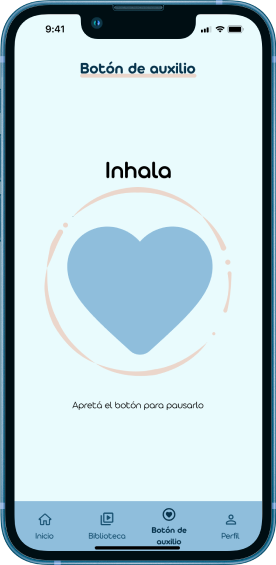 9:41
Botón de auxilio
Inhala
Apretá el botón para pausarlo
Inicio
Biblioteca
Botón de
auxilio
Perfil